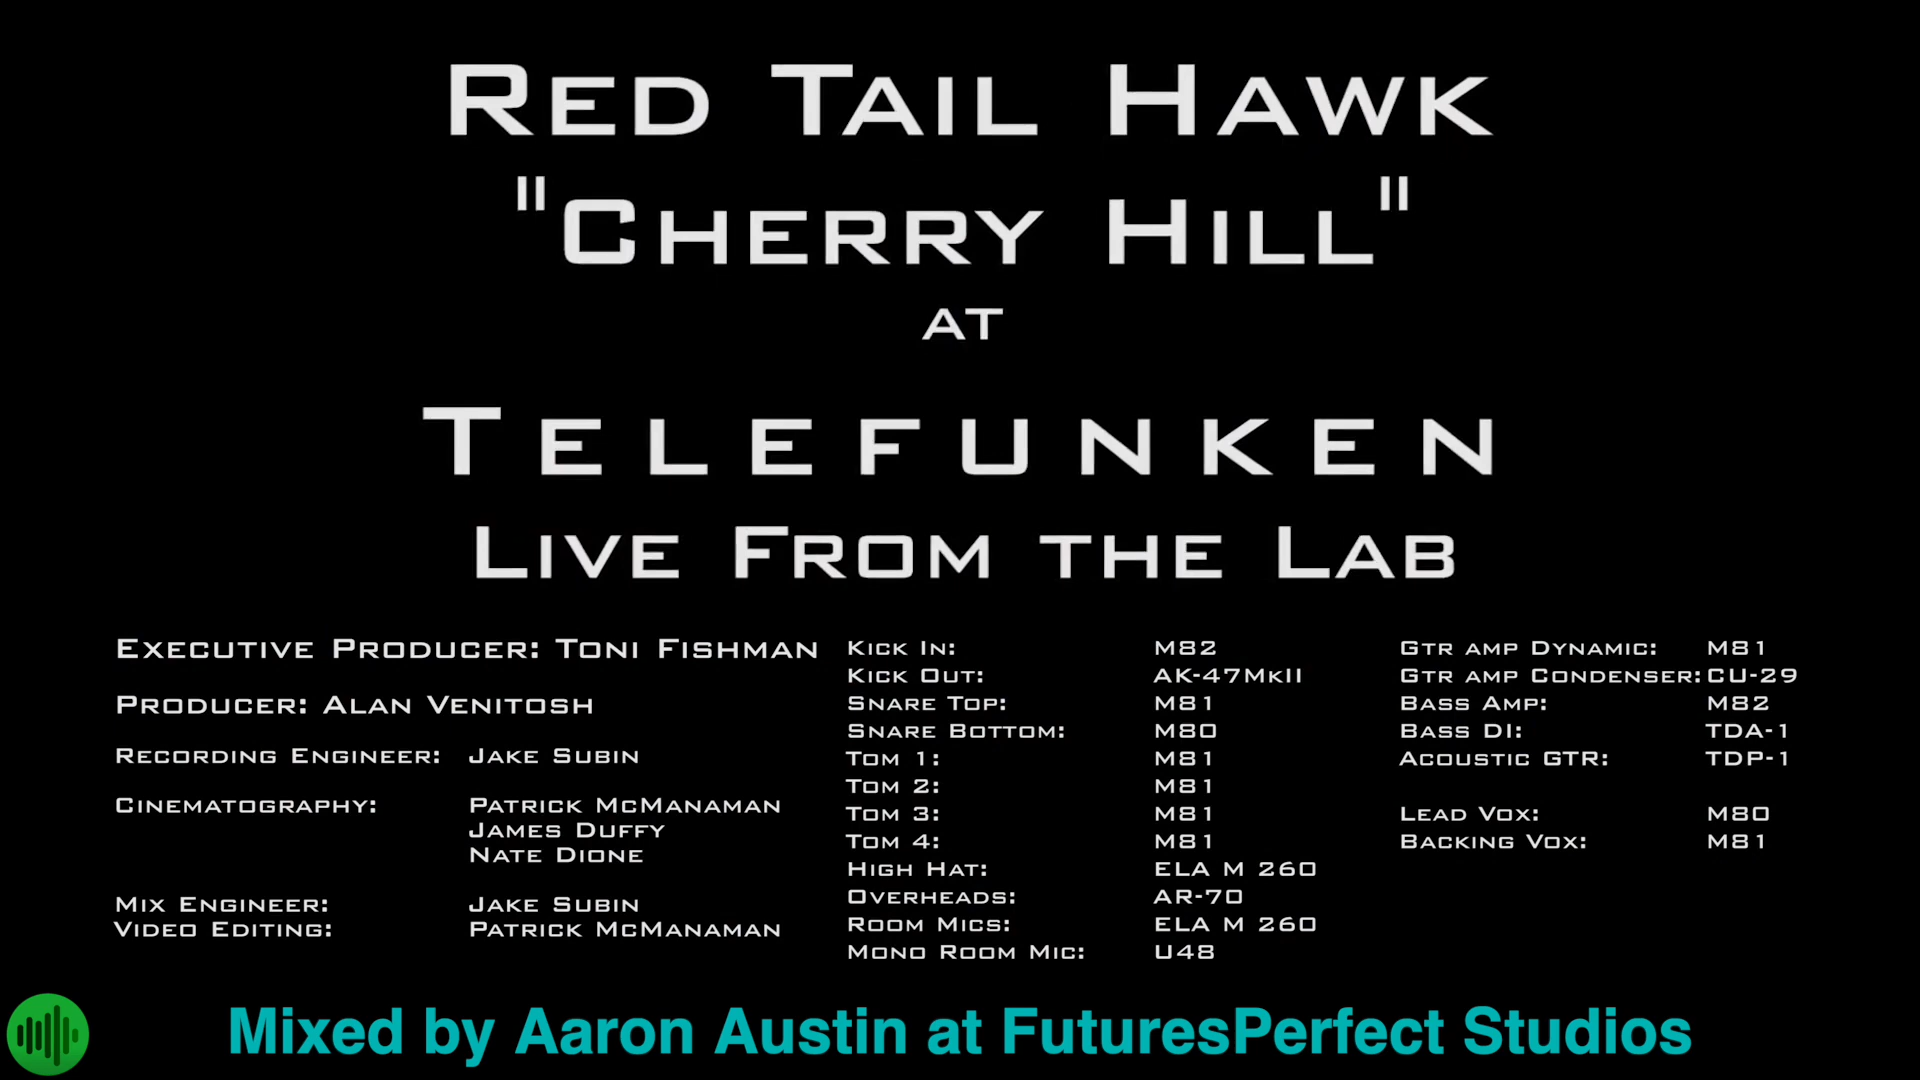 Red Tail Hawk
"Cherry Hill"
at
Telefunken
Live From the Lab
Executive Producer: Toni Fishman
Producer: Alan Venitosh
Recording Engineer: Jake Subin
Cinematography: Patrick McManaman
James Duffy
Nate Dione
Mix Engineer: Jake Subin
Video Editing: Patrick McManaman
Kick In: M82
Kick Out: AK-47MkII
Snare Top: M81
Snare Bottom: M80
Tom 1: M81
Tom 2: M81
Tom 3: M81
Tom 4: M81
High Hat: ELA M 260
Overheads: AR-70
Room Mics: ELA M 260
Mono Room Mic: U48
Gtr amp Dynamic: M81
Gtr amp Condenser: CU-29
Bass Amp: M82
Bass DI: TDA-1
Acoustic GTR: TDP-1
Lead Vox: M80
Backing Vox: M81
Mixed by Aaron Austin at FuturesPerfect Studios